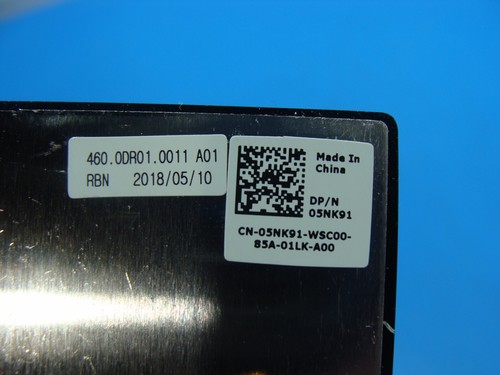 460.0DR01.0011 A01
RBN 2018/05/10
Made In
China
DP/N
05NK91
CN-05NK91-WSC00-
85A-01LK-A00